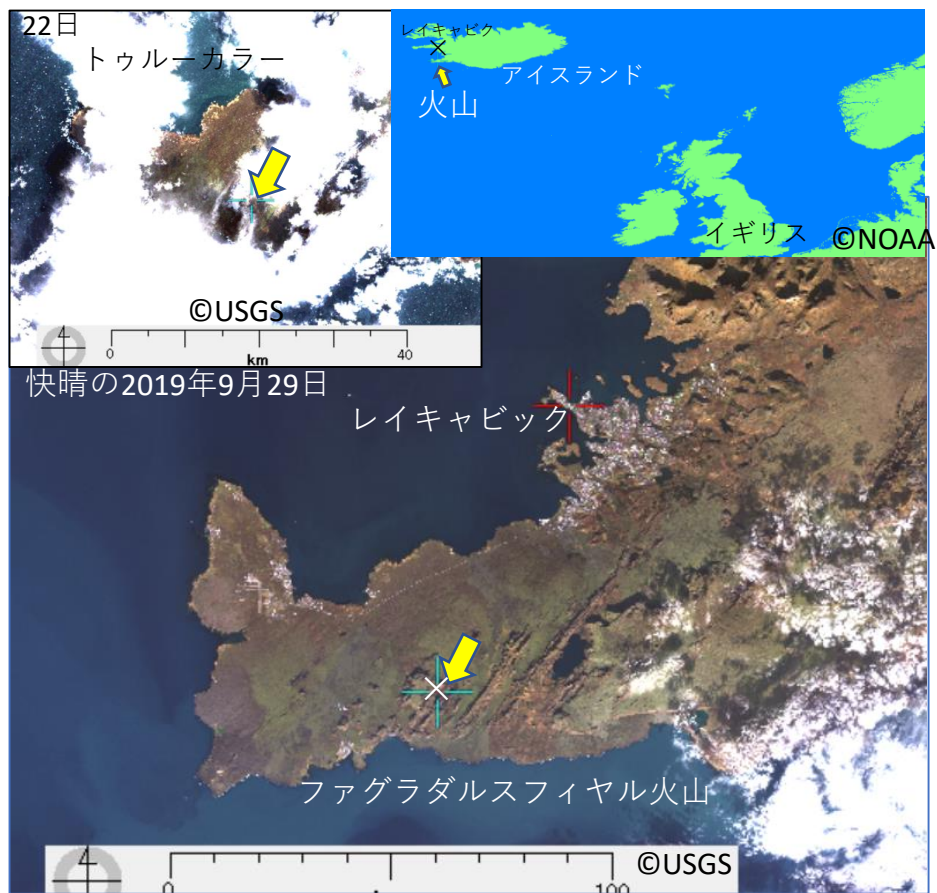 22日
トゥルーカラー
©USGS
0
40
km
レイキャビク
アイスランド
火山
イギリス
©NOAA
快晴の2019年9月29日
レイキャビック
ファグラダルスフィヤル火山
©USGS
0
100